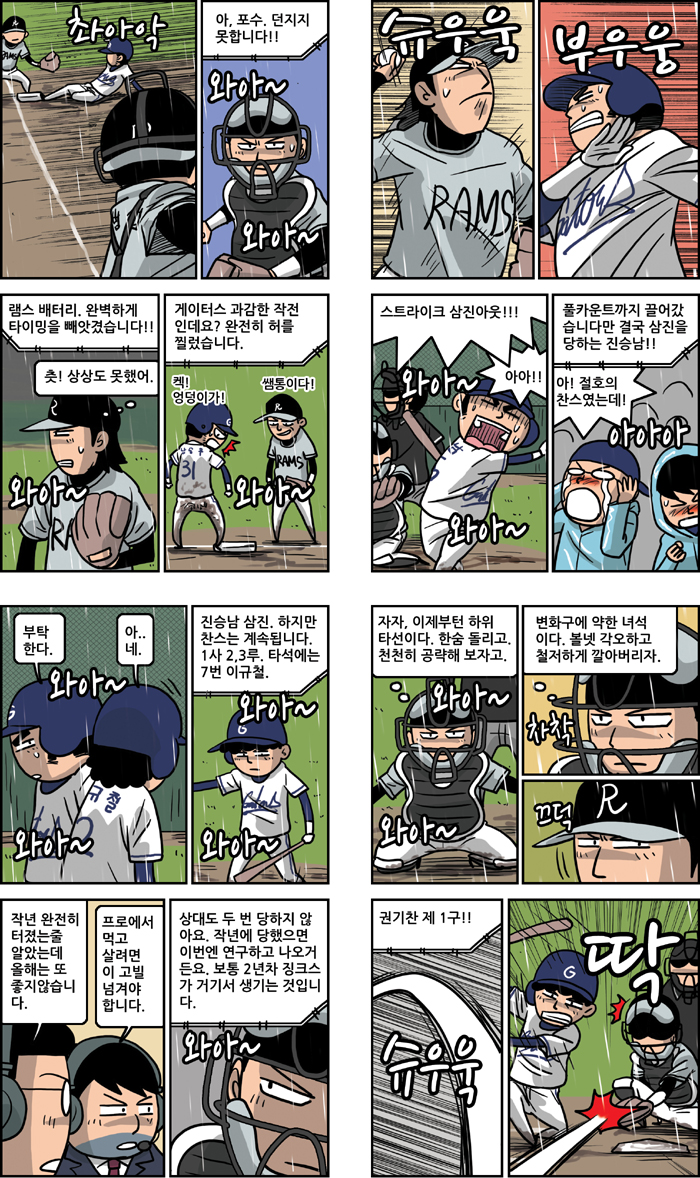 촤아악
RAMS
아, 포수. 던지지
못합니다!!
와아~
와아~
램스 배터리. 완벽하게
타이밍을 빼앗겼습니다!!
춋! 상상도 못했어.
R
와아~
RA
게이터스 과감한 작전
인데요? 완전히 허를
찔렀습니다.
켁!
엉덩이가!
쌤통이다!
31
R
RAMS
와아~
슈우욱
RAMS
부우웅
스트라이크 삼진아웃!!!
와아~
아아!!
와아~
풀카운트까지 끌어갔
습니다만 결국 삼진을
당하는 진승남!!
아! 절호의
찬스였는데!
아아아
부탁
한다.
아..
네.
와아~
G
규철
와아~
진승남 삼진. 하지만
찬스는 계속됩니다.
1사 2,3루. 타석에는
7번 이규철.
와아~
G
와아~
작년 완전히
터졌는줄
알았는데
올해는 또
좋지않습니
다.
프로에서
먹고
살려면
이 고빌
넘겨야
합니다.
상대도 두 번 당하지 않
아요. 작년에 당했으면
이번엔 연구하고 나오거
든요. 보통 2년차 징크스
가 거기서 생기는 것입니
다.
와아~
자자, 이제부턴 하위
타선이다. 한숨 돌리고.
천천히 공략해 보자고.
와아~
와아~
변화구에 약한 녀석
이다. 볼넷 각오하고
철저하게 깔아버리자.
차착
끄덕
R
권기찬 제 1구!!
슈우욱
딱
G